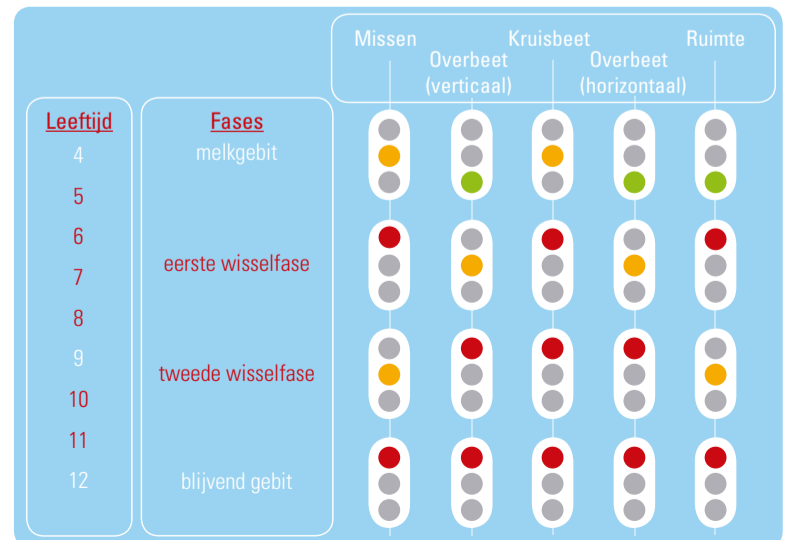 Missen
Kruisbeet
Ruimte
Overbeet
(verticaal)
Overbeet
(horizontaal)
Leeftijd
Fases
4
melkgebit
5
6
eerste wisselfase
7
8
9
tweede wisselfase
10
11
12
blijvend gebit